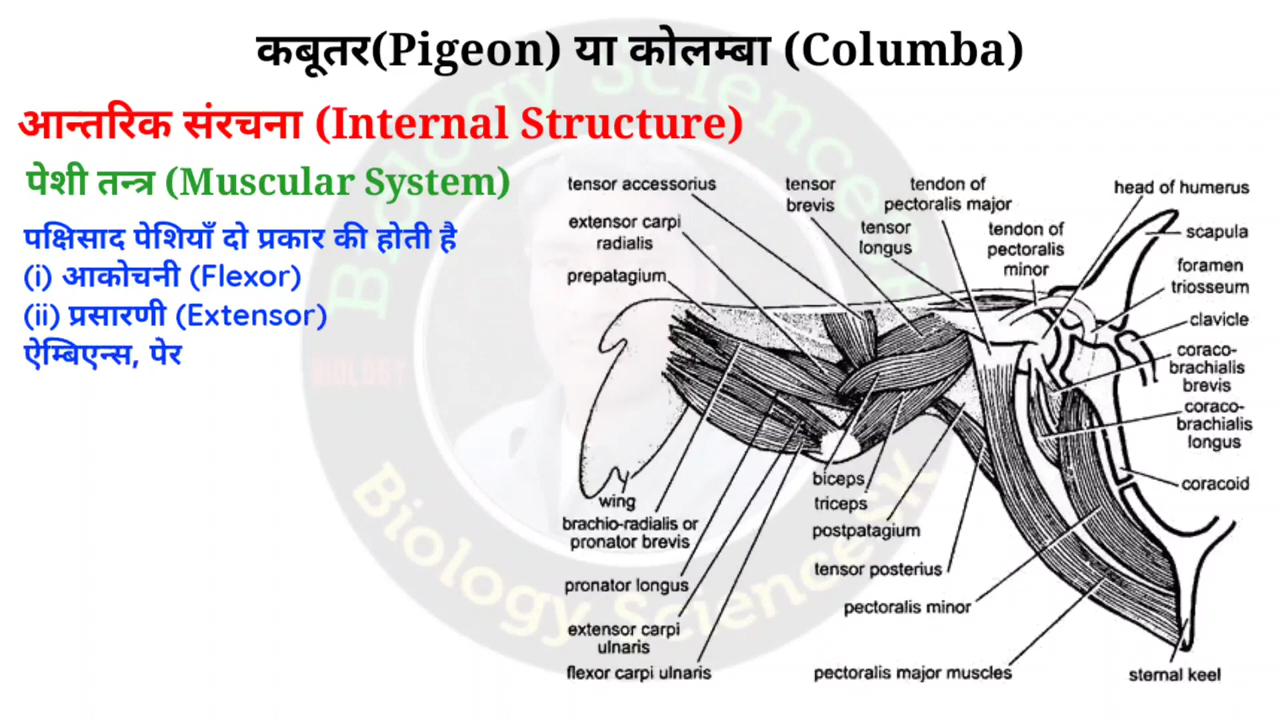 कबूतर(Pigeon) या कोलम्बा (Columba)
आन्तरिक संरचना (Internal Structure)
पेशी तन्त्र (Muscular System)
पक्षिसाद पेशियाँ दो प्रकार की होती है
(i) आकोचनी (Flexor)
(ii) प्रसारणी (Extensor)
ऐम्बिएन्स, पेर
tensor accessorius
extensor carpi
radialis
prepatagium
tensor
brevis
tensor
longus
tendon of
pectoralis major
tendon of
pectoralis
minor
head of humerus
scapula
foramen
triosseum
clavicle
coraco-
brachialis
brevis
coraco-
brachialis
longus
coracoid
wing
brachio-radialis or
pronator brevis
pronator longus
extensor carpi
ulnaris
flexor carpi ulnaris
biceps
triceps
postpatagium
tensor posterius
pectoralis minor
pectoralis major muscles
sternal keel
Biology Science
BIOLOGY
Biology Science SK